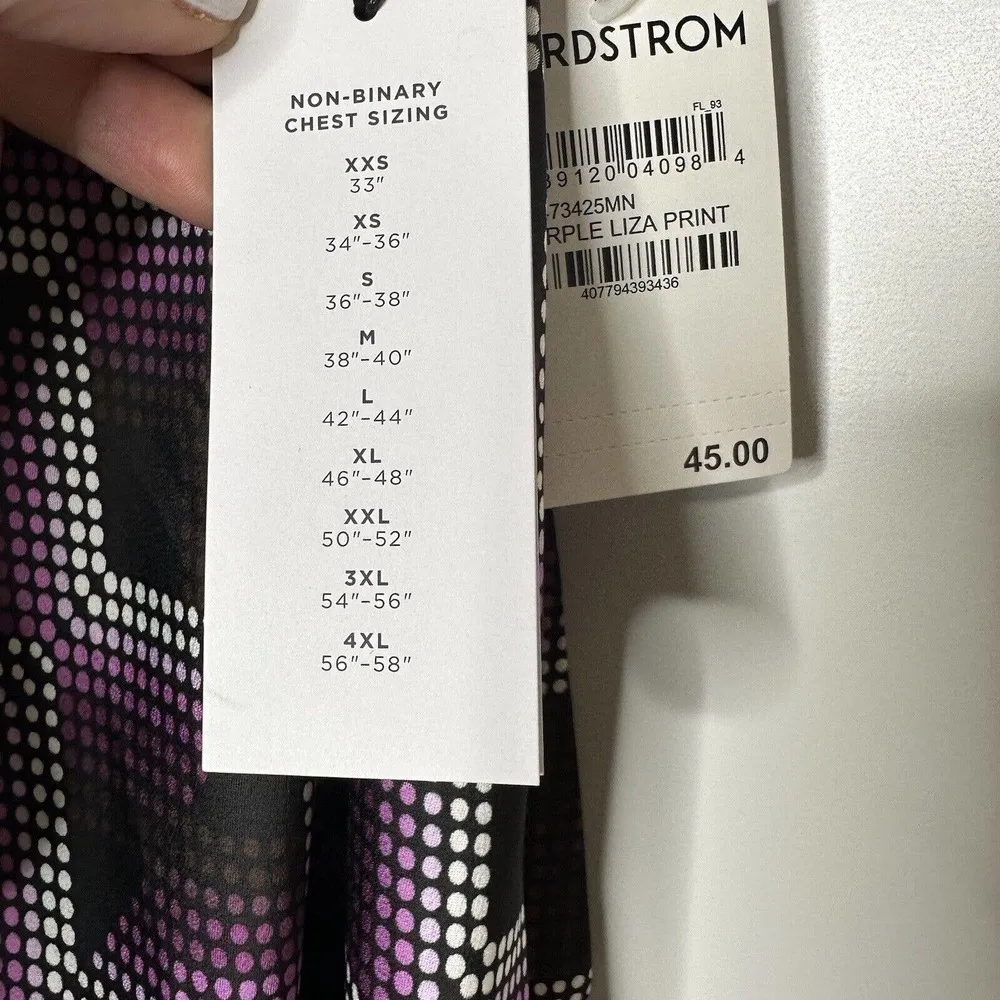 NON-BINARY
CHEST SIZING
XXS
33"
XS
34"-36"
S
36"-38"
M
38"-40"
L
42"-44"
XL
46"-48"
XXL
50"-52"
3XL
54"-56"
4XL
56"-58"
RDSTROM
FL_93
39120 04098 4
473425MN
RPLE LIZA PRINT
407794393436
45.00